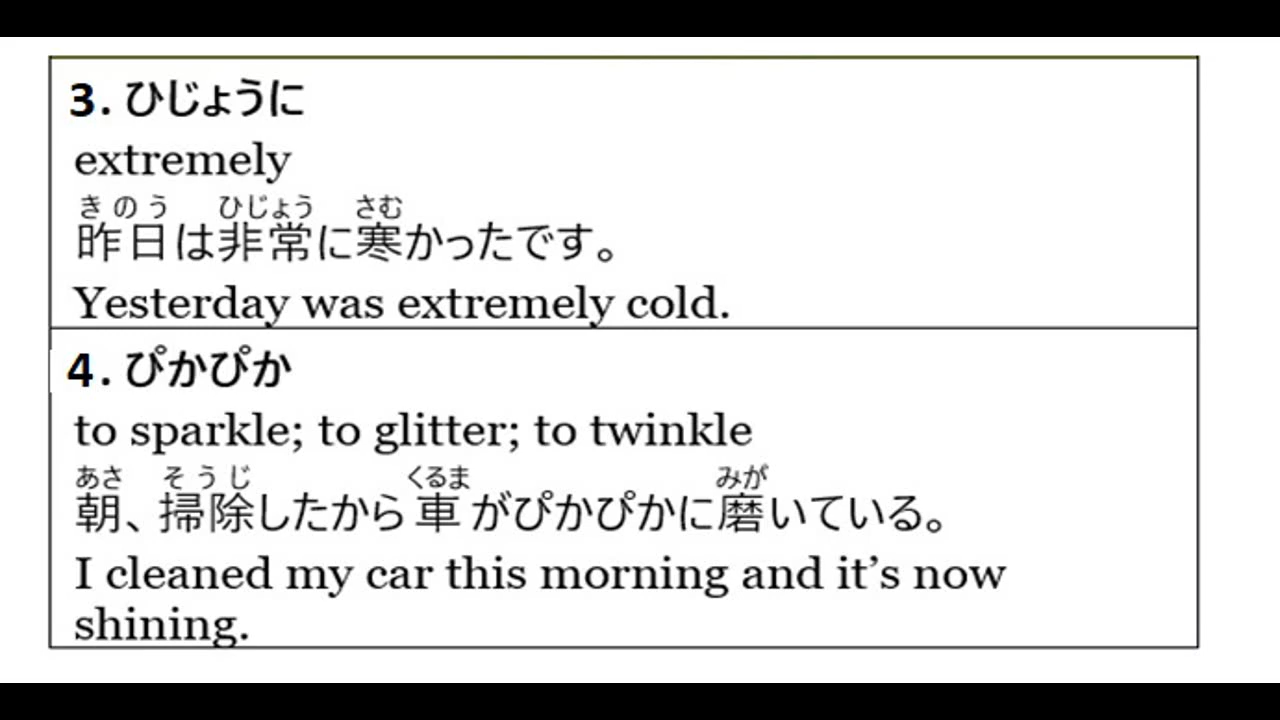 3. ひじょうに
extremely
きのう ひじょう さむ
昨日は非常に寒かったです。
Yesterday was extremely cold.
4. ぴかぴか
to sparkle; to glitter; to twinkle
あさ そうじ くるま みが
朝、掃除したから車がぴかぴかに磨いている。
I cleaned my car this morning and it’s now
shining.